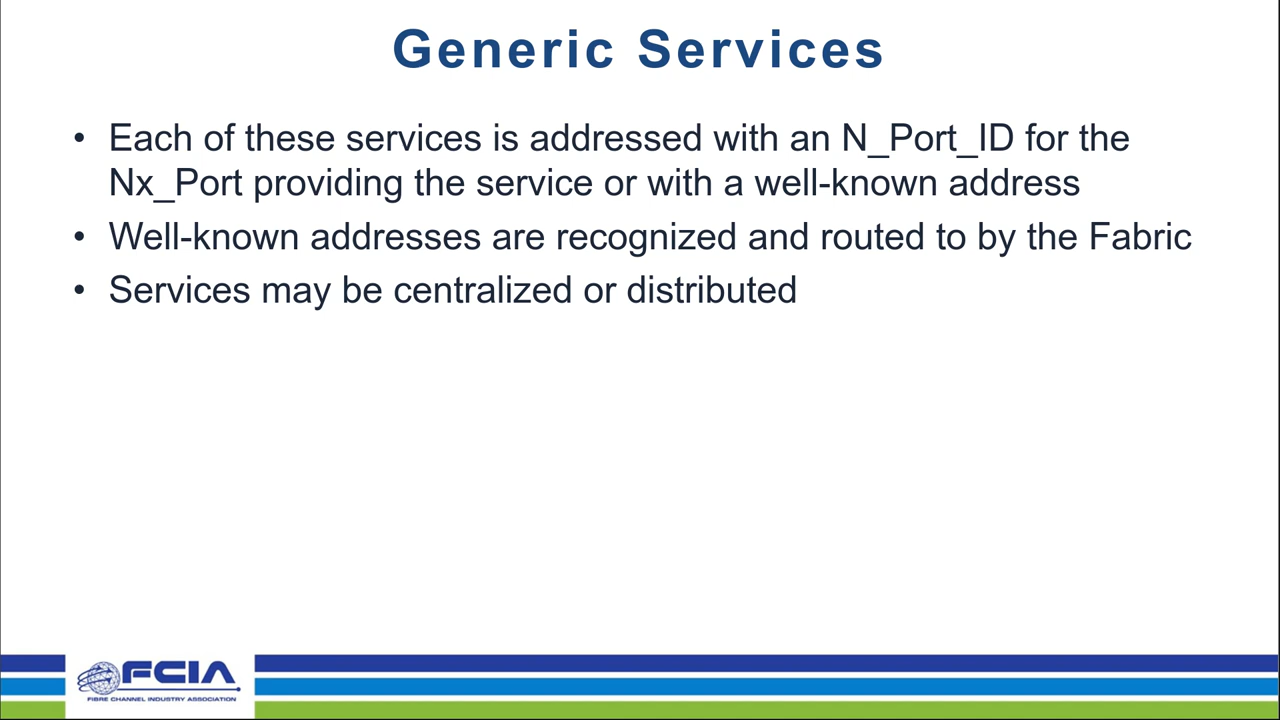 Generic Services
• Each of these services is addressed with an N_Port_ID for the
Nx_Port providing the service or with a well-known address
• Well-known addresses are recognized and routed to by the Fabric
• Services may be centralized or distributed
FCIA
FIBRE CHANNEL INDUSTRY ASSOCIATION